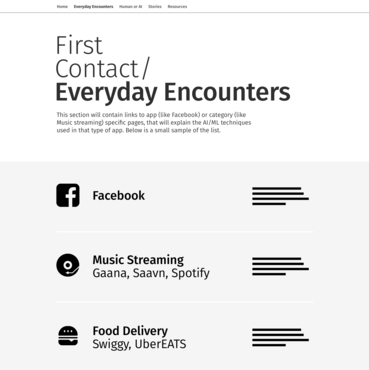 Home Everyday Encounters Human or AI Stories Resources
First
Contact/
Everyday Encounters
This section will contain links to app (like Facebook) or category (like
Music streaming) specific pages, that will explain the AI/ML techniques
used in that type of app. Below is a small sample of the list.
Facebook
Music Streaming
Gaana, Saavn, Spotify
Food Delivery
Swiggy, UberEATS